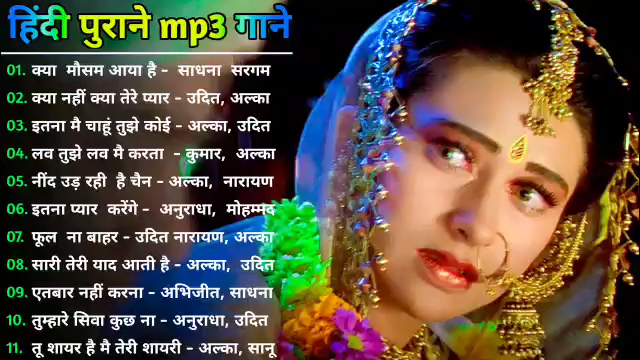 हिंदी पुराने mp3 गाने
01. क्या मौसम आया है - साधना सरगम
02. क्या नहीं क्या तेरे प्यार - उदित, अल्का
03. इतना मै चाहूं तुझे कोई - अल्का, उदित
04. लव तुझे लव मै करता - कुमार, अल्का
05. नींद उड़ रही है चैन - अल्का, नारायण
06. इतना प्यार करेंगे - अनुराधा, मोहम्मद
07. फूल ना बाहर - उदित नारायण, अल्का
08. सारी तेरी याद आती है - अल्का, उदित
09. एतबार नहीं करना - अभिजीत, साधना
10. तुम्हारे सिवा कुछ ना - अनुराधा, उदित
11. तू शायर है मै तेरी शायरी - अल्का, सानू